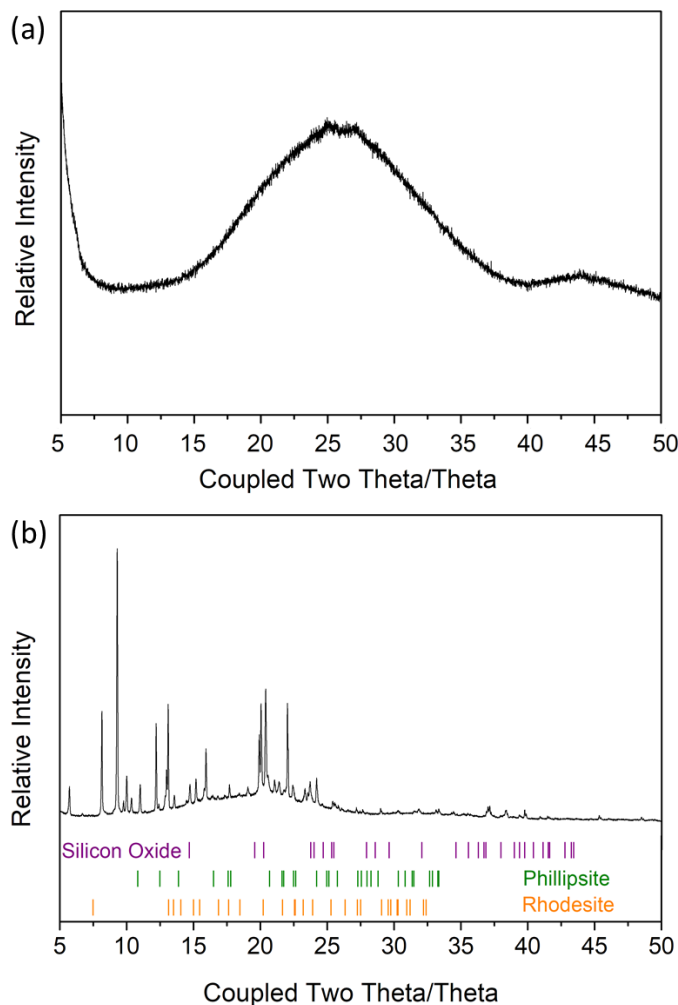 (a)
Relative Intensity
5 10 15 20 25 30 35 40 45 50
Coupled Two Theta/Theta
(b)
Relative Intensity
Silicon Oxide
Phillipsite
Rhodesite
5 10 15 20 25 30 35 40 45 50
Coupled Two Theta/Theta